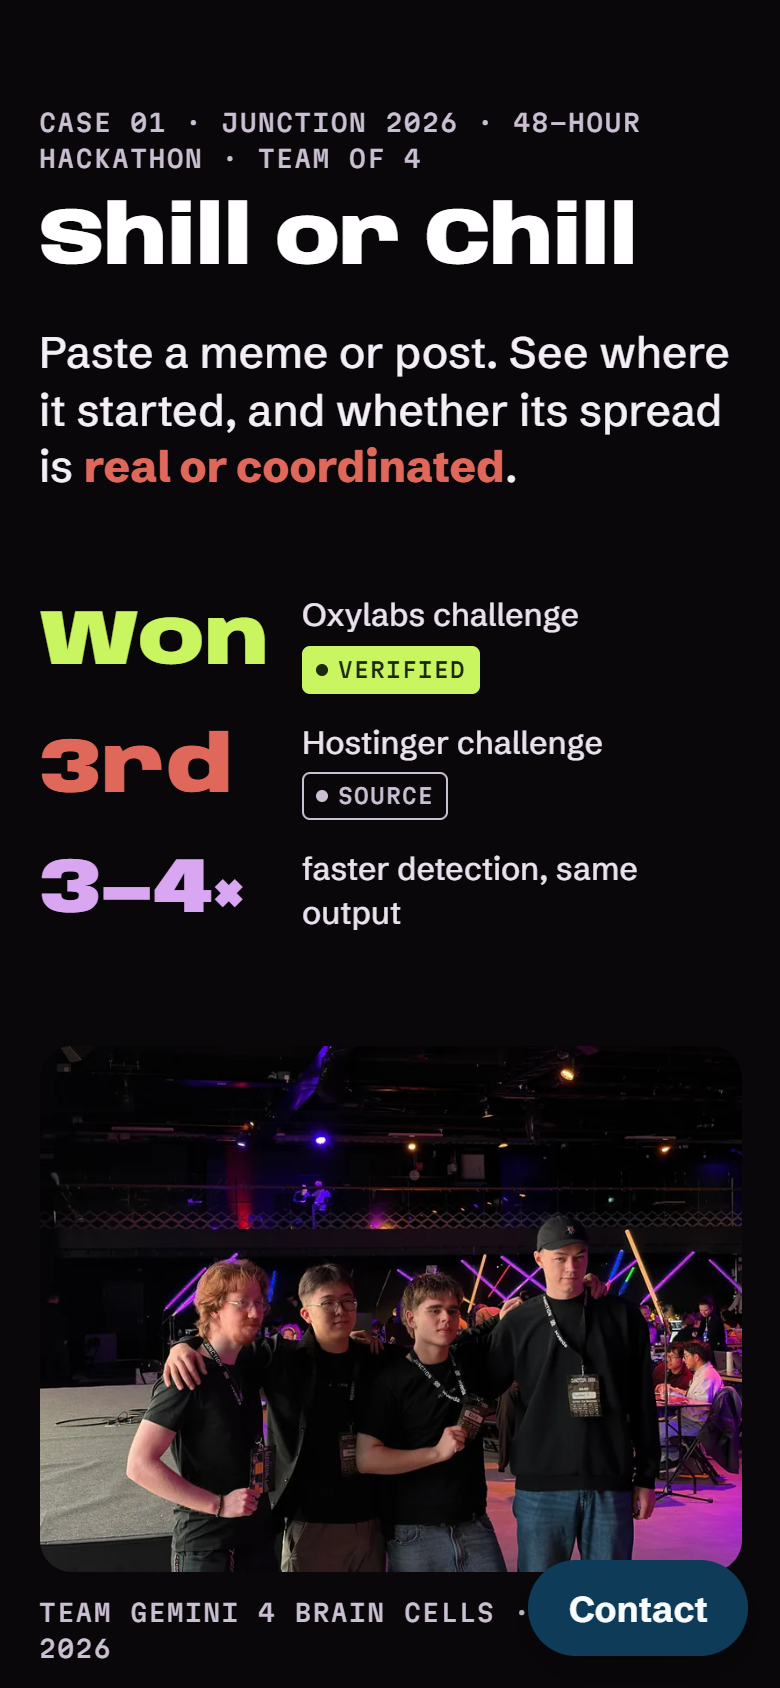 CASE 01 · JUNCTION 2026 · 48–HOUR
HACKATHON · TEAM OF 4
Shill or Chill
Paste a meme or post. See where
it started, and whether its spread
is real or coordinated.
Won
Oxylabs challenge
• VERIFIED
3rd
Hostinger challenge
• SOURCE
3–4×
faster detection, same
output
TEAM GEMINI 4 BRAIN CELLS ·
2026
Contact